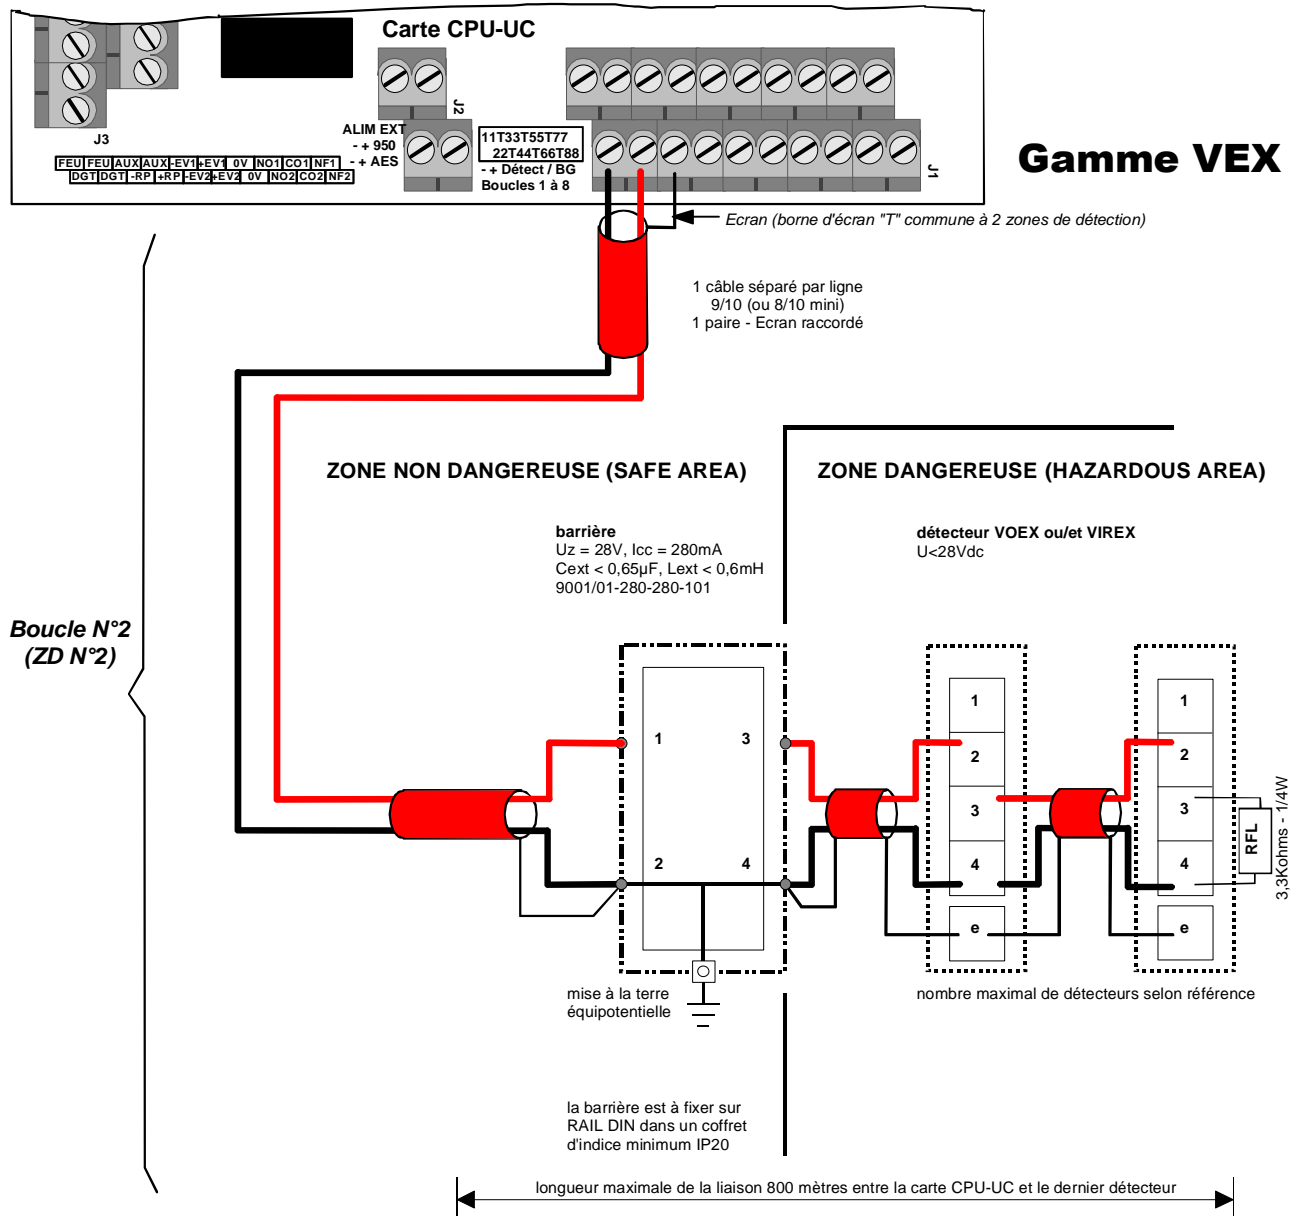 Carte CPU-UC
J2
J3
ALIM EXT
- + 950
- + AES
11T33T55T77
22T44T66T88
- + Détect / BG
Boucles 1 à 8
J1
FEU FEU AUX AUX -EV1 +EV1 0V NO1 CO1 NF1
DGT DGT -RP +RP -EV2 +EV2 0V NO2 CO2 NF2
Gamme VEX
Ecran (borne d'écran "T" commune à 2 zones de détection)
1 câble séparé par ligne
9/10 (ou 8/10 mini)
1 paire - Ecran raccordé
ZONE NON DANGEREUSE (SAFE AREA)
ZONE DANGEREUSE (HAZARDOUS AREA)
barrière
Uz = 28V, Icc = 280mA
Cext < 0,65µF, Lext < 0,6mH
9001/01-280-280-101
détecteur VOEX ou/et VIREX
U<28Vdc
Boucle N°2
(ZD N°2)
1
3
2
4
1
2
3
4
e
1
2
3
4
e
RFL
3,3Kohms - 1/4W
mise à la terre
équipotentielle
nombre maximal de détecteurs selon référence
la barrière est à fixer sur
RAIL DIN dans un coffret
d'indice minimum IP20
longueur maximale de la liaison 800 mètres entre la carte CPU-UC et le dernier détecteur